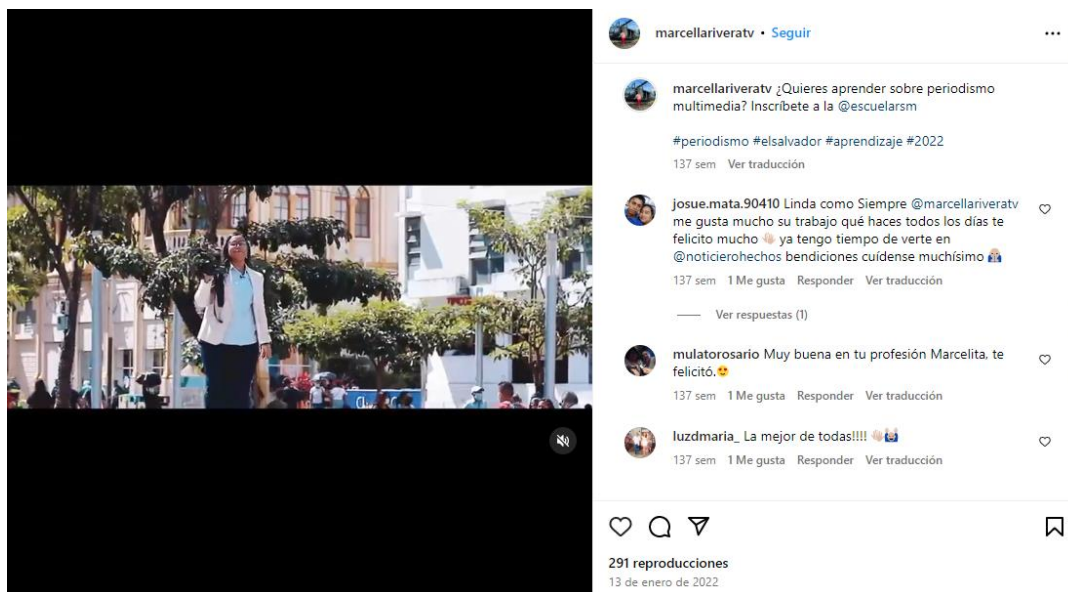 marcellariveratv • Seguir
marcellariveratv ¿Quieres aprender sobre periodismo
multimedia? Inscríbete a la @escuelarsm
#periodismo #elsalvador #aprendizaje #2022
137 sem Ver traducción
josue.mata.90410 Linda como Siempre @marcellariveratv
me gusta mucho su trabajo qué haces todos los días te
felicito mucho 👏🏻 ya tengo tiempo de verte en
@noticierohechos bendiciones cuídense muchísimo 🙌🏼
137 sem 1 Me gusta Responder Ver traducción
Ver respuestas (1)
mulatorosario Muy buena en tu profesión Marcelita, te
felicitó.😍
137 sem 1 Me gusta Responder Ver traducción
luzdmaria_ La mejor de todas!!!! 👏🏻🙌🏼
137 sem 1 Me gusta Responder Ver traducción
291 reproducciones
13 de enero de 2022